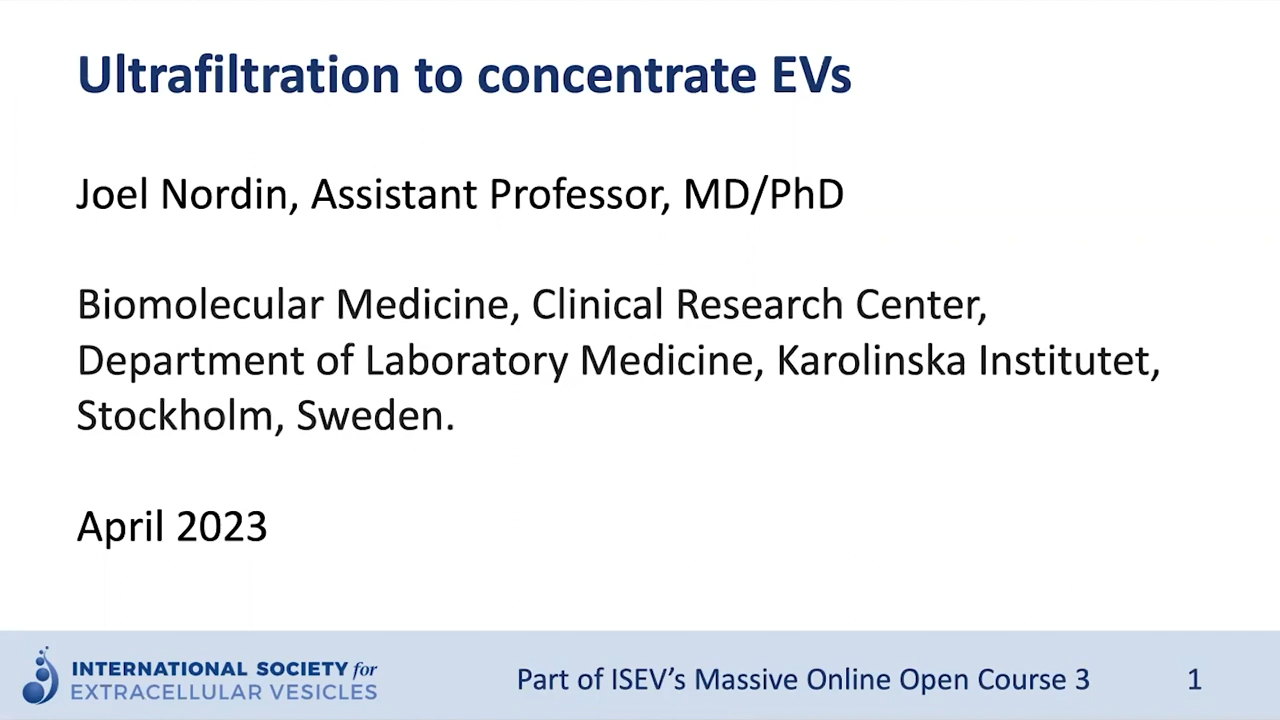 Ultrafiltration to concentrate EVs
Joel Nordin, Assistant Professor, MD/PhD
Biomolecular Medicine, Clinical Research Center,
Department of Laboratory Medicine, Karolinska Institutet,
Stockholm, Sweden.
April 2023
INTERNATIONAL SOCIETY for
EXTRACELLULAR VESICLES
Part of ISEV’s Massive Online Open Course 3
1